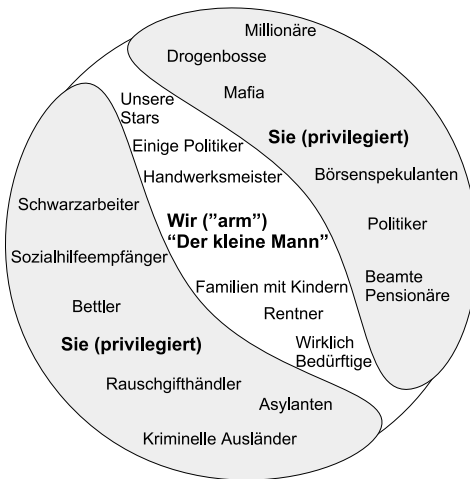 Millionäre
Drogenbosse
Mafia
Sie (privilegiert)
Börsenspekulanten
Politiker
Beamte
Pensionäre
Unsere
Stars
Einige Politiker
Handwerksmeister
Wir ("arm")
“Der kleine Mann”
Familien mit Kindern
Rentner
Wirklich
Bedürftige
Schwarzarbeiter
Sozialhilfeempfänger
Bettler
Sie (privilegiert)
Rauschgifthändler
Asylanten
Kriminelle Ausländer